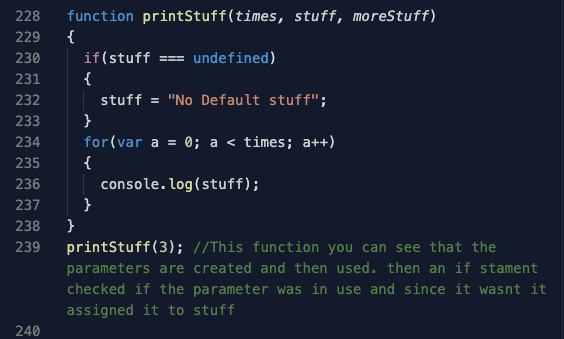 228 function printStuff(times, stuff, moreStuff)
229 {
230 if(stuff === undefined)
231 {
232 stuff = "No Default stuff";
233 }
234 for(var a = 0; a < times; a++)
235 {
236 console.log(stuff);
237 }
238 }
239 printStuff(3); //This function you can see that the
parameters are created and then used. then an if stament
checked if the parameter was in use and since it wasnt it
assigned it to stuff
240